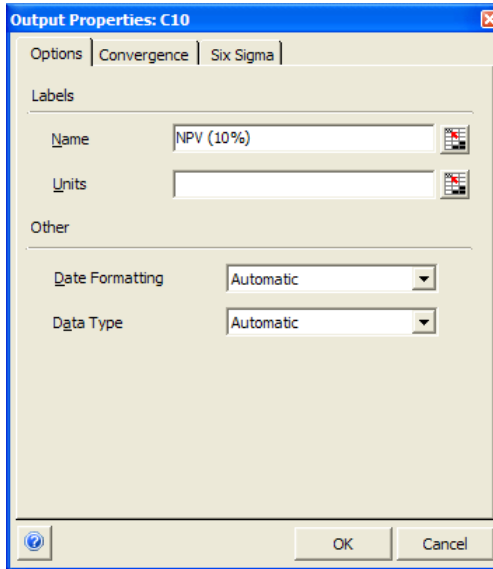 Output Properties: C10
Options Convergence Six Sigma
Labels
Name NPV (10%)
Units
Other
Date Formatting Automatic
Data Type Automatic
OK Cancel